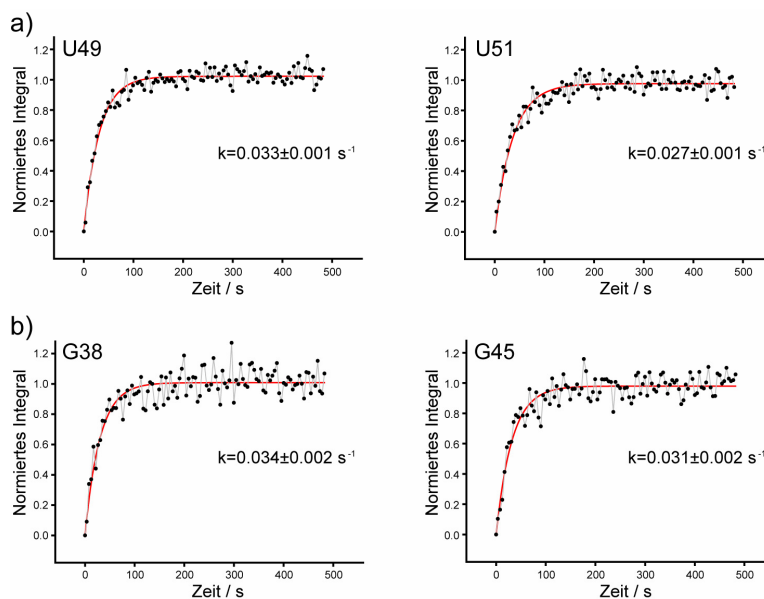 a)
U49
Normiertes Integral
1.2
1.0
0.8
0.6
0.4
0.2
0.0
k=0.033±0.001 s⁻¹
0 100 200 300 400 500
Zeit / s
U51
Normiertes Integral
1.2
1.0
0.8
0.6
0.4
0.2
0.0
k=0.027±0.001 s⁻¹
0 100 200 300 400 500
Zeit / s
b)
G38
Normiertes Integral
1.2
1.0
0.8
0.6
0.4
0.2
0.0
k=0.034±0.002 s⁻¹
0 100 200 300 400 500
Zeit / s
G45
Normiertes Integral
1.2
1.0
0.8
0.6
0.4
0.2
0.0
k=0.031±0.002 s⁻¹
0 100 200 300 400 500
Zeit / s